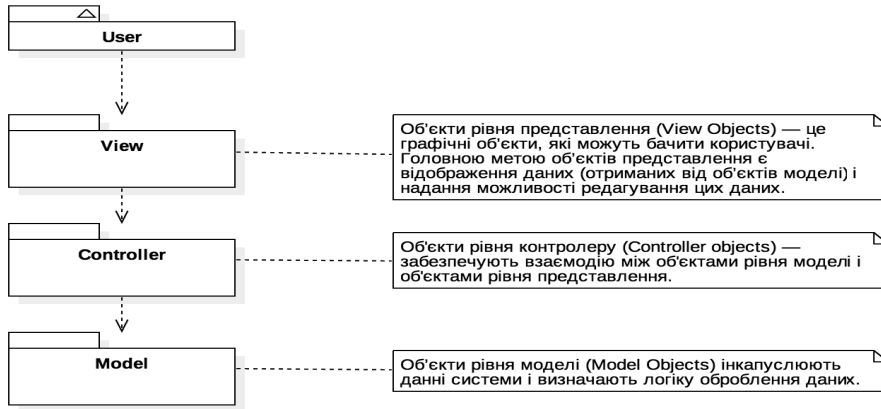 User
View
Об'єкти рівня представлення (View Objects) — це
графічні об'єкти, які можуть бачити користувачі.
Головною метою об'єктів представлення є
відображення даних (отриманих від об'єктів моделі) і
надання можливості редагування цих даних.
Controller
Об'єкти рівня контролеру (Controller objects) —
забезпечують взаємодію між об'єктами рівня моделі і
об'єктами рівня представлення.
Model
Об'єкти рівня моделі (Model Objects) інкапуслюють
данні системи і визначають логіку оброблення даних.